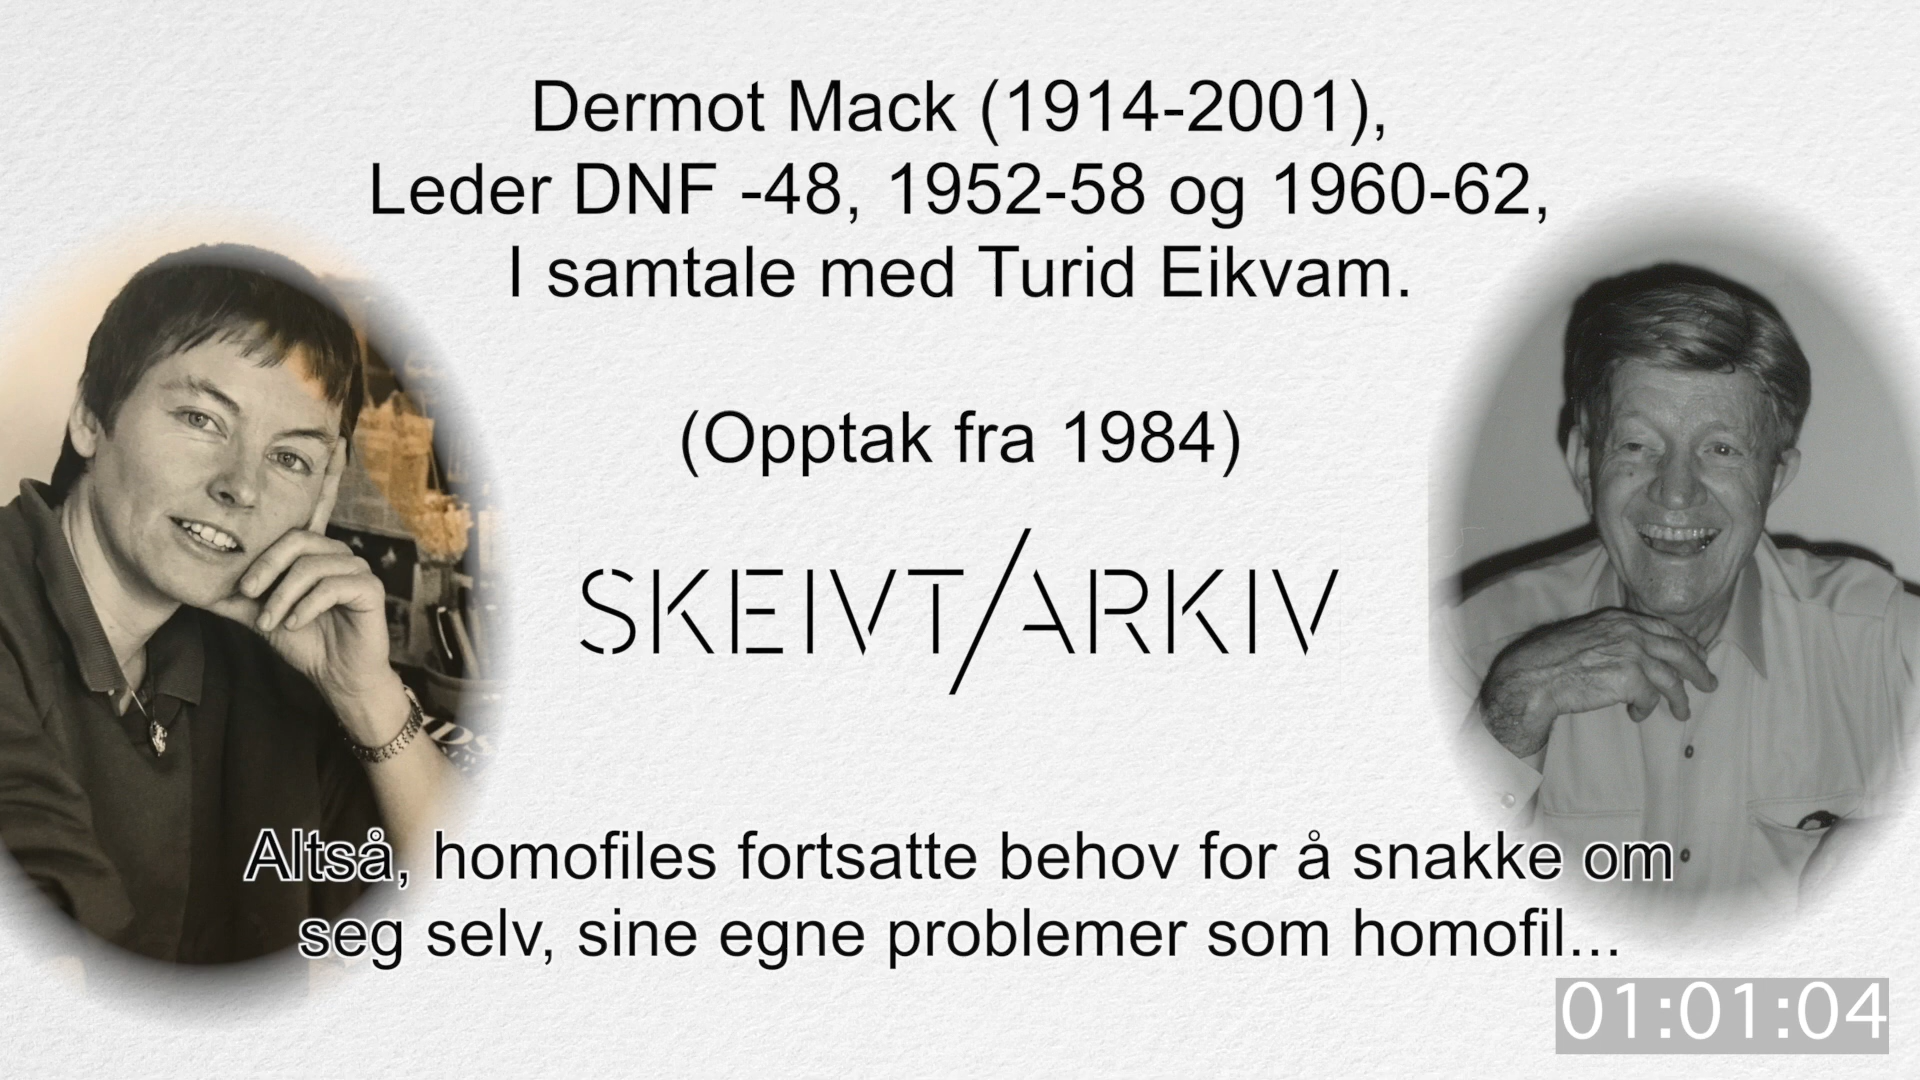 Dermot Mack (1914-2001),
Leder DNF -48, 1952-58 og 1960-62,
I samtale med Turid Eikvam.
(Opptak fra 1984)
SKEIVT/ARKIV
Altså, homofiles fortsatte behov for å snakke om
seg selv, sine egne problemer som homofil...
01:01:04